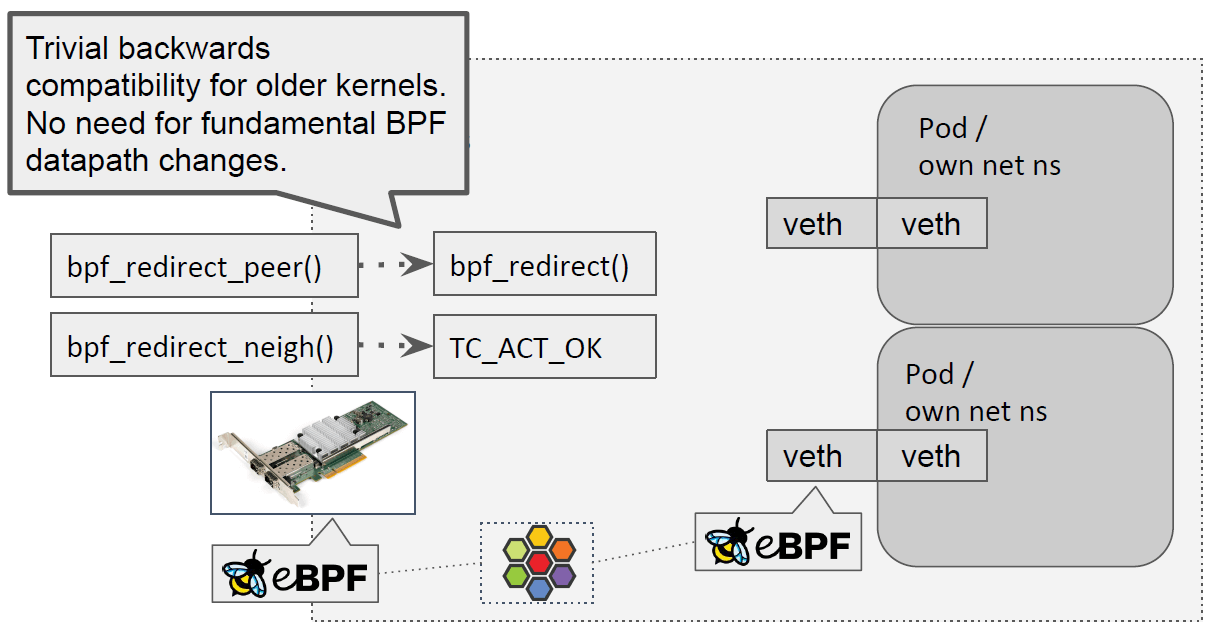 Trivial backwards
compatibility for older kernels.
No need for fundamental BPF
datapath changes.
Pod /
own net ns
veth
veth
bpf_redirect_peer()
bpf_redirect()
bpf_redirect_neigh()
TC_ACT_OK
Pod /
own net ns
veth
veth
eBPF
eBPF